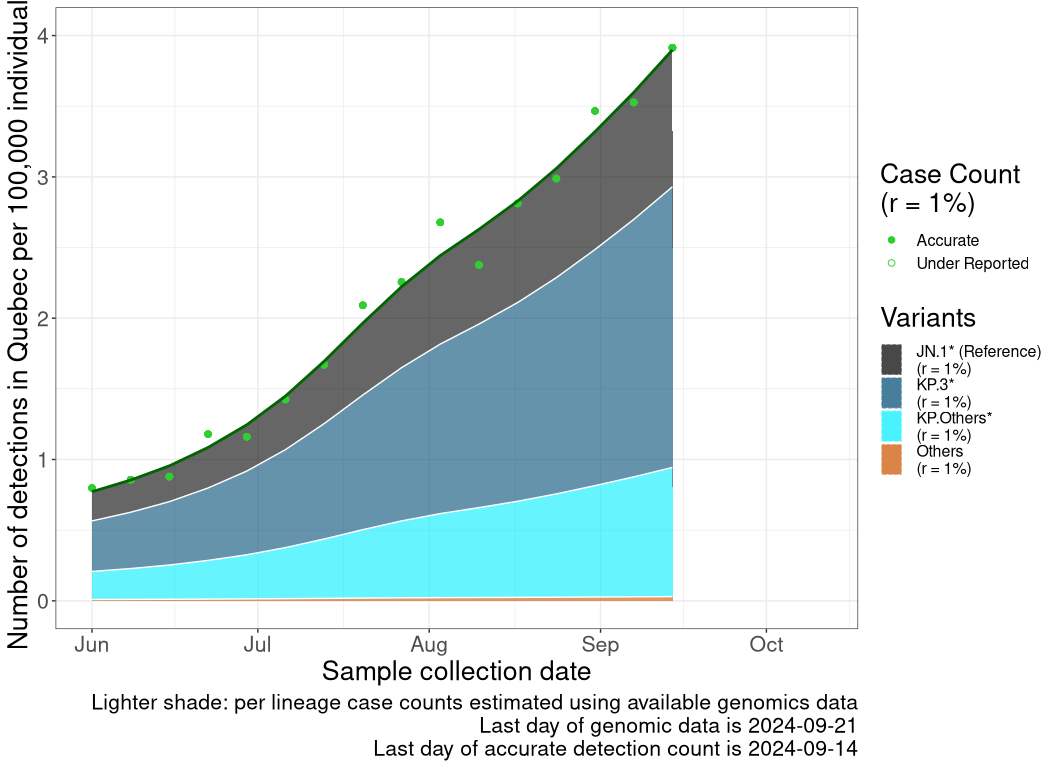 Number of detections in Quebec per 100,000 individual
4
3
2
1
0
Jun
Jul
Aug
Sep
Oct
Sample collection date
Lighter shade: per lineage case counts estimated using available genomics data
Last day of genomic data is 2024-09-21
Last day of accurate detection count is 2024-09-14
Case Count
(r = 1%)
Accurate
Under Reported
Variants
JN.1* (Reference)
(r = 1%)
KP.3*
(r = 1%)
KP.Others*
(r = 1%)
Others
(r = 1%)